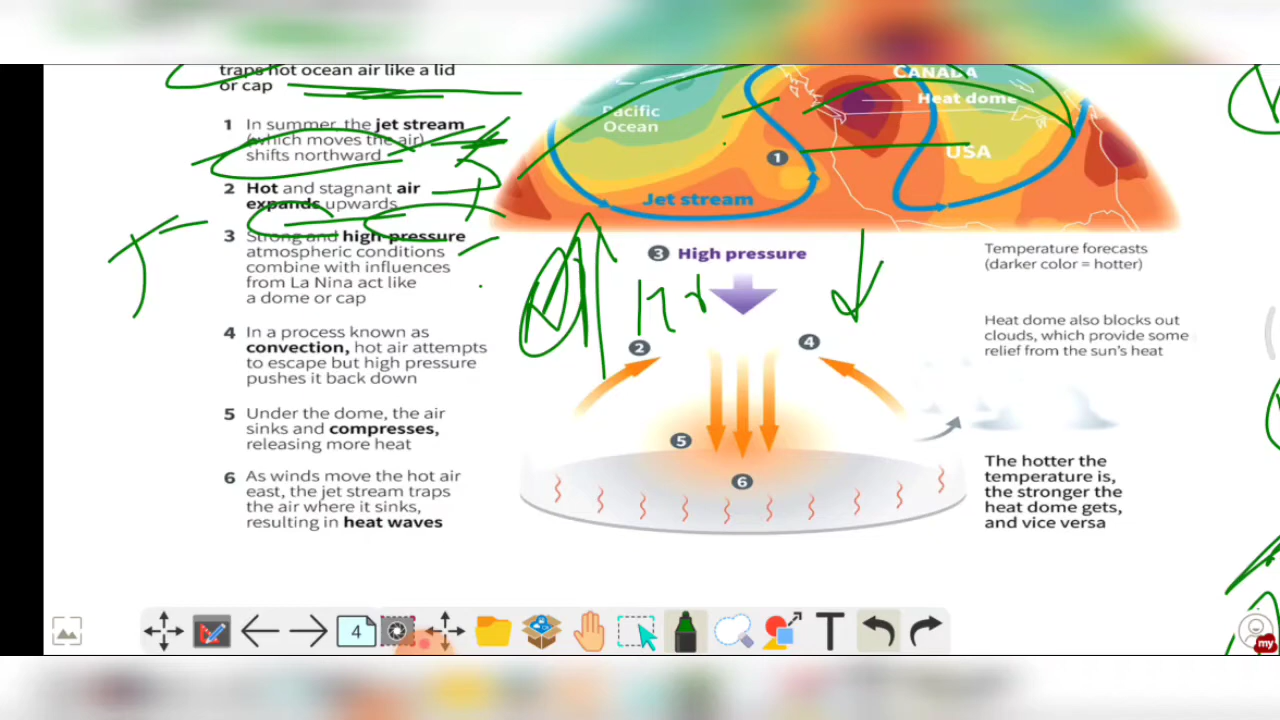 traps hot ocean air like a lid
or cap
1 In summer, the jet stream
(which moves the air)
shifts northward
2 Hot and stagnant air
expands upwards
3 Strong and high-pressure
atmospheric conditions
combine with influences
from La Nina act like
a dome or cap
4 In a process known as
convection, hot air attempts
to escape but high pressure
pushes it back down
5 Under the dome, the air
sinks and compresses,
releasing more heat
6 As winds move the hot air
east, the jet stream traps
the air where it sinks,
resulting in heat waves
CANADA
Heat dome
Pacific
Ocean
1
USA
Jet stream
3 High pressure
2
4
5
6
Temperature forecasts
(darker color = hotter)
Heat dome also blocks out
clouds, which provide some
relief from the sun's heat
The hotter the
temperature is,
the stronger the
heat dome gets,
and vice versa
4
T
my